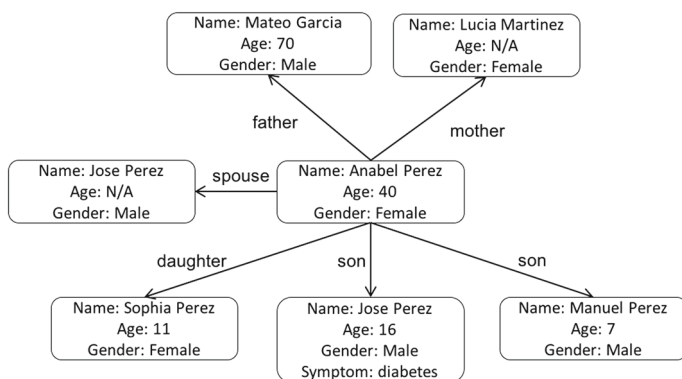 Name: Mateo Garcia
Age: 70
Gender: Male
Name: Lucia Martinez
Age: N/A
Gender: Female
father
mother
Name: Jose Perez
Age: N/A
Gender: Male
spouse
Name: Anabel Perez
Age: 40
Gender: Female
daughter
son
son
Name: Sophia Perez
Age: 11
Gender: Female
Name: Jose Perez
Age: 16
Gender: Male
Symptom: diabetes
Name: Manuel Perez
Age: 7
Gender: Male